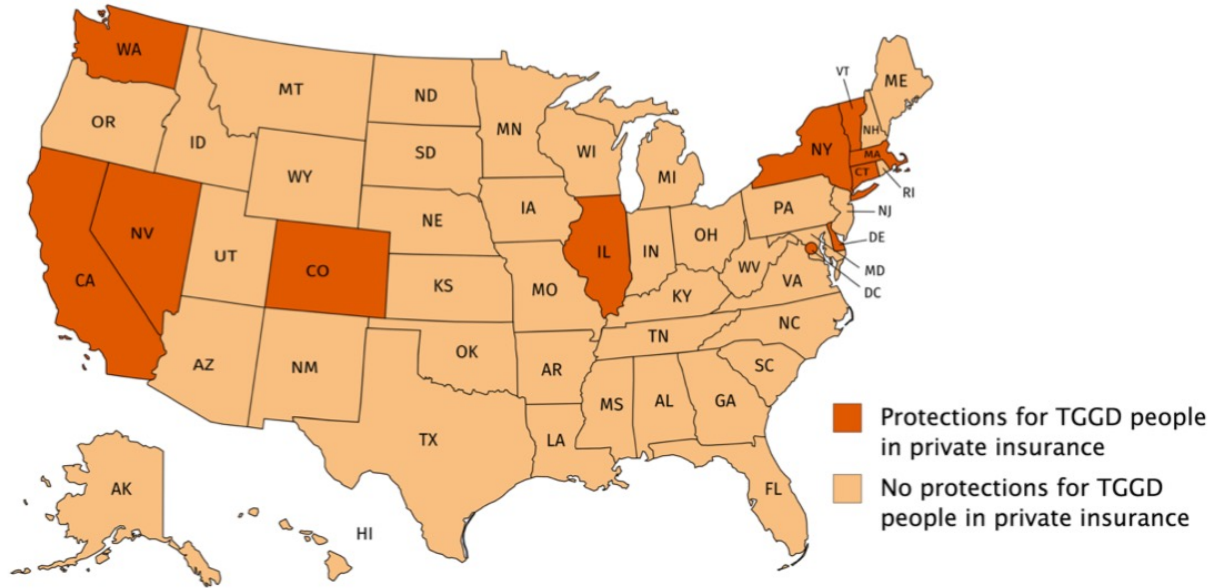 WA
MT
ND
MN
VT
ME
OR
ID
SD
WI
NH
NY
MA
WY
MI
CT
RI
IA
PA
NJ
NE
NV
OH
DE
UT
IL
IN
CO
WV
MD
CA
KS
MO
KY
VA
DC
NC
TN
OK
AZ
NM
AR
SC
MS
AL
GA
TX
LA
Protections for TGGD people
in private insurance
AK
FL
No protections for TGGD
people in private insurance
HI